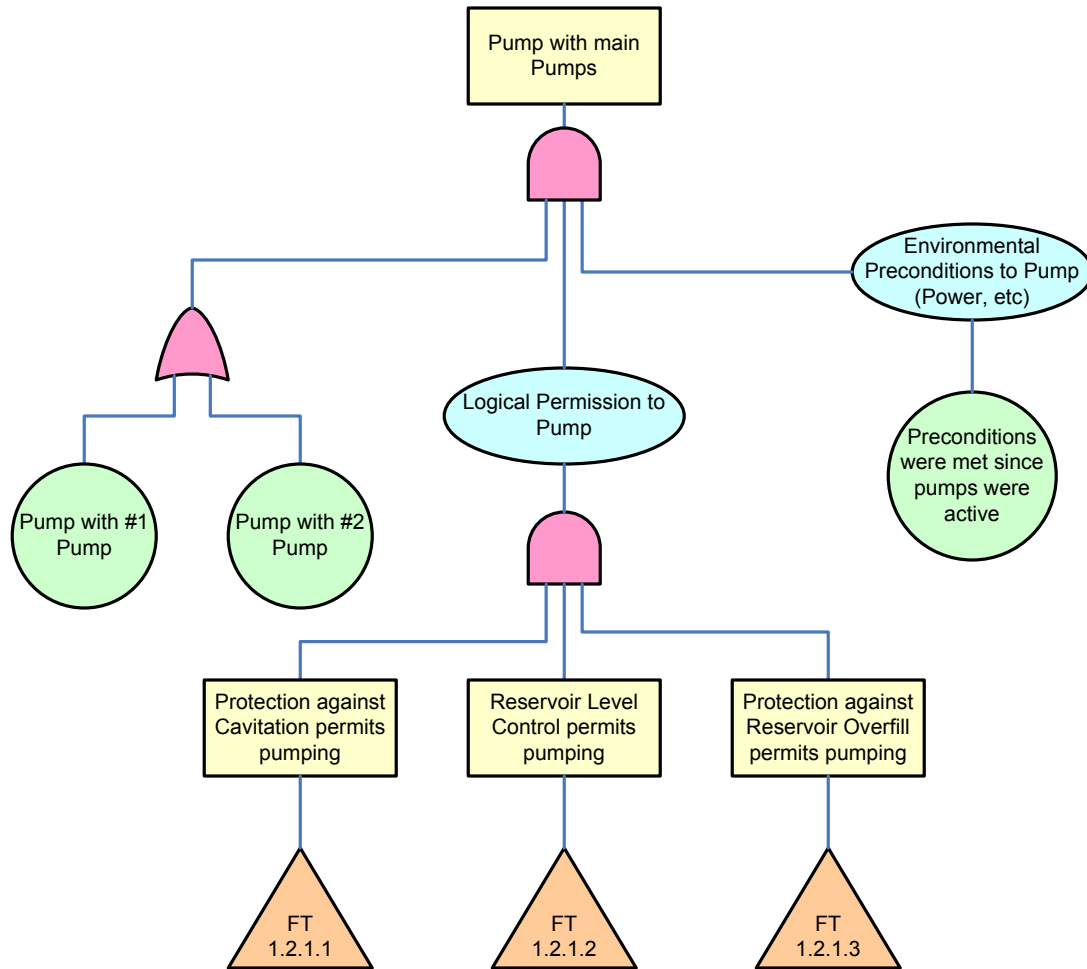 Pump with main
Pumps
Environmental
Preconditions to Pump
(Power, etc)
Logical Permission to
Pump
Preconditions
were met since
pumps were
active
Pump with #1
Pump
Pump with #2
Pump
Protection against
Cavitation permits
pumping
Reservoir Level
Control permits
pumping
Protection against
Reservoir Overfill
permits pumping
FT
1.2.1.1
FT
1.2.1.2
FT
1.2.1.3